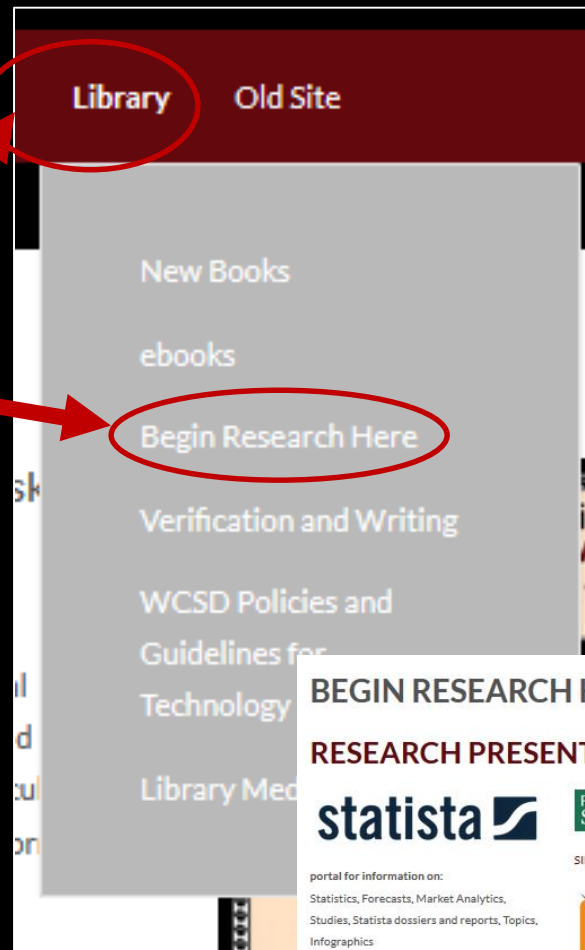 Library Old Site
New Books
ebooks
Begin Research Here
Verification and Writing
WCSD Policies and
Guidelines for
Technology
Library Med
BEGIN RESEARCH
RESEARCH PRESENT
statista
portal for information on:
Statistics, Forecasts, Market Analytics,
Studies, Statista dossiers and reports, Topics,
Infographics